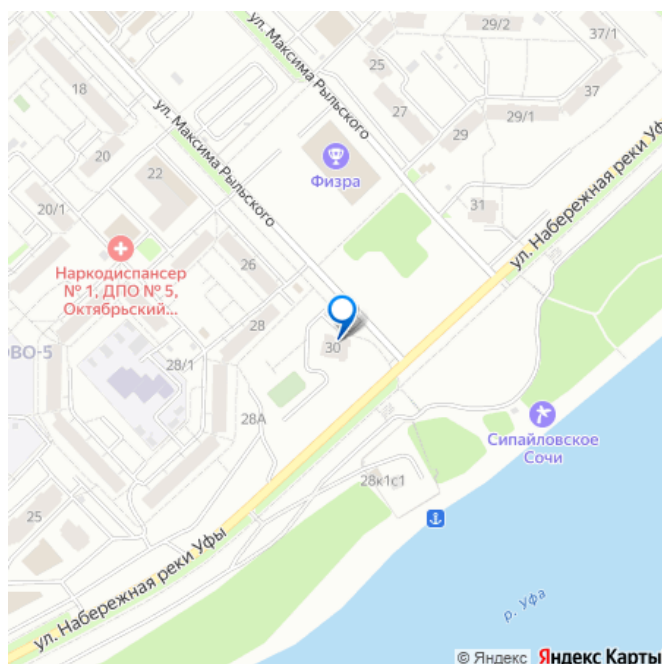 29/2
37/1
25
18
37
27
29/1
29
ул. Максима Рыльского
ул. Максима Рыльского
20
22
Физра
20/1
31
ул. Набережная реки Уфы
Наркодиспансер
№ 1, ДПО № 5,
Октябрьский...
26
28
30
ОВО-5
28/1
28А
Сипайловское
Сочи
28к1с1
25
ул. Набережная реки Уфы
р. Уфа
© Яндекс Яндекс Карты